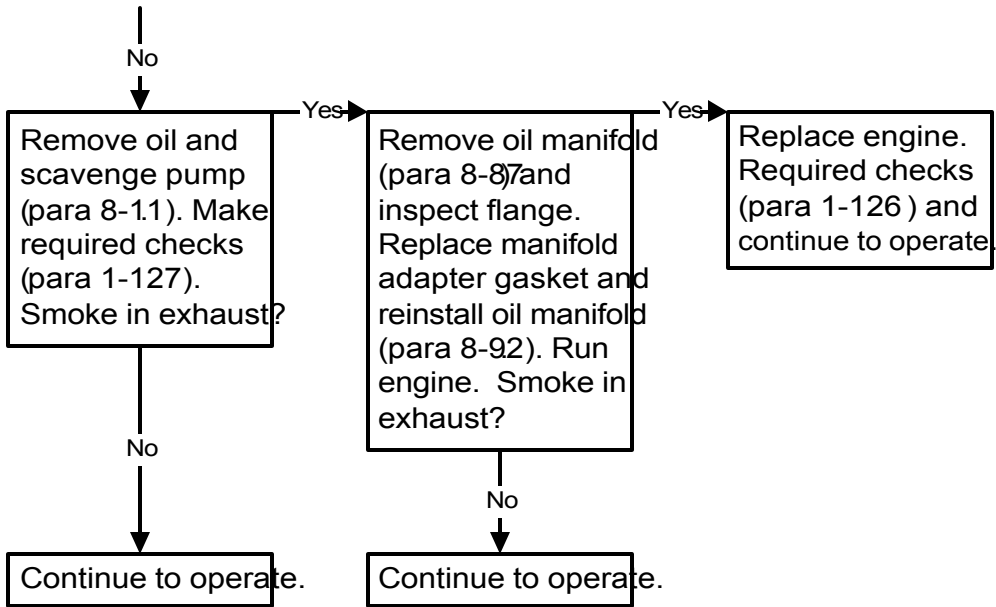 No
Remove oil and
scavenge pump
(para 8-1.1). Make
required checks
(para 1-127).
Smoke in exhaust?
Yes
Remove oil manifold
(para 8-87) and
inspect flange.
Replace manifold
adapter gasket and
reinstall oil manifold
(para 8-92). Run
engine. Smoke in
exhaust?
Yes
Replace engine.
Required checks
(para 1-126 ) and
continue to operate.
No
No
Continue to operate.
Continue to operate.